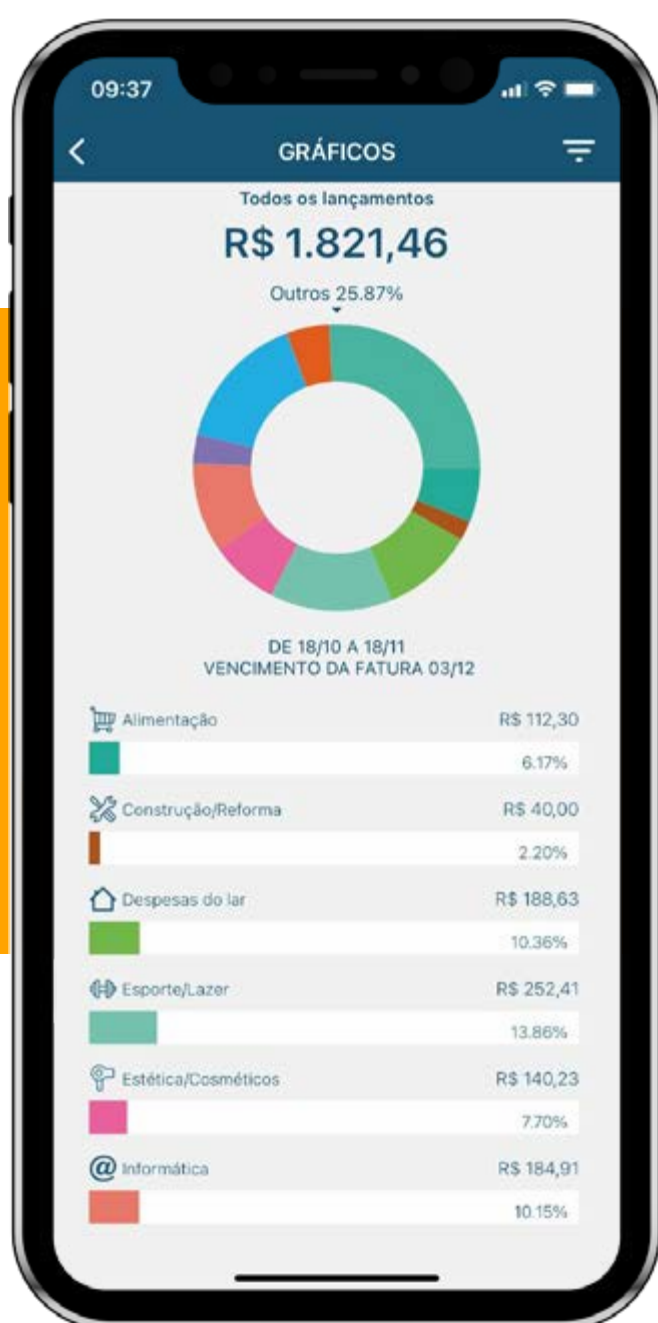 09:37
GRÁFICOS
Todos os lançamentos
R$ 1.821,46
Outros 25.87%
DE 18/10 A 18/11
VENCIMENTO DA FATURA 03/12
Alimentação R$ 112,30
6.17%
Construção/Reforma R$ 40,00
2.20%
Despesas do lar R$ 188,63
10.36%
Esporte/Lazer R$ 252,41
13.86%
Estética/Cosméticos R$ 140,23
7.70%
@ Informática R$ 184,91
10.15%